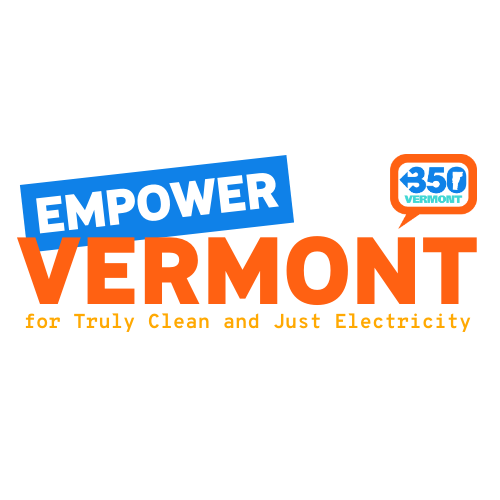 EMPOWER
350
VERMONT
VERMONT
for Truly Clean and Just Electricity